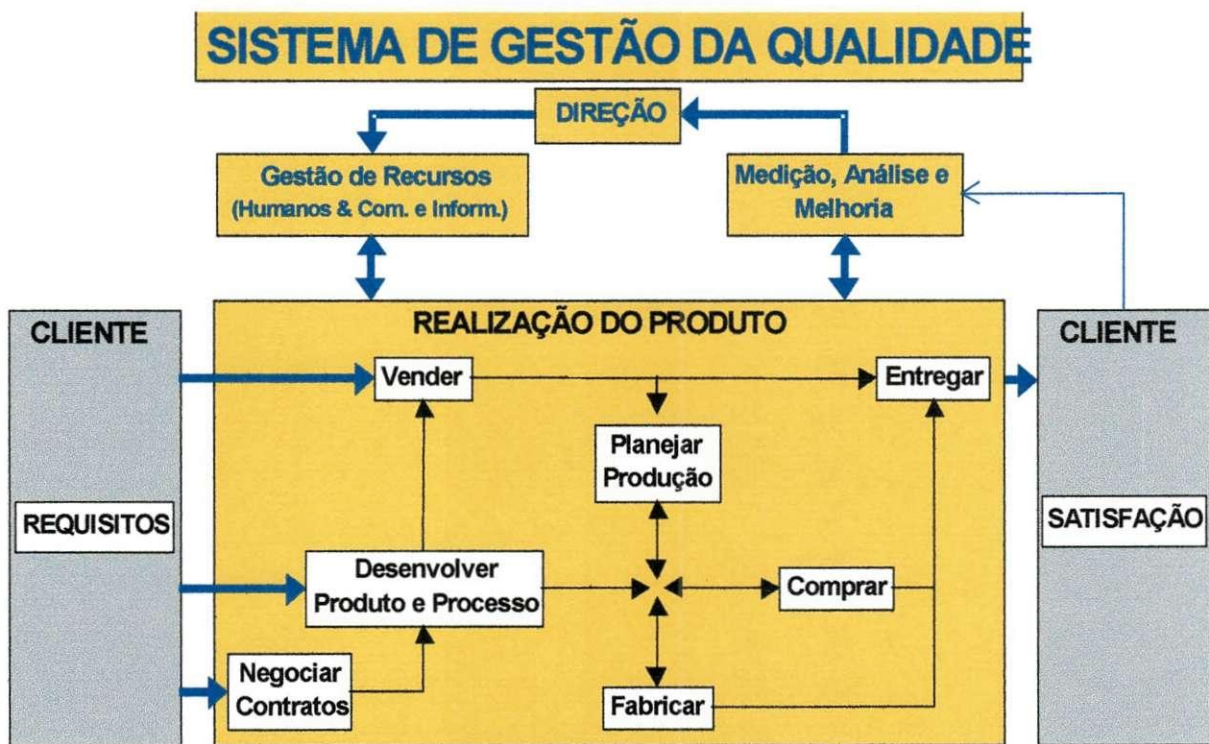 SISTEMA DE GESTÃO DA QUALIDADE
DIREÇÃO
Gestão de Recursos
(Humanos & Com. e Inform.)
Medição, Análise e
Melhoria
CLIENTE
REALIZAÇÃO DO PRODUTO
CLIENTE
Vender
Entregar
Planejar
Produção
REQUISITOS
SATISFAÇÃO
Desenvolver
Produto e Processo
Comprar
Negociar
Contratos
Fabricar